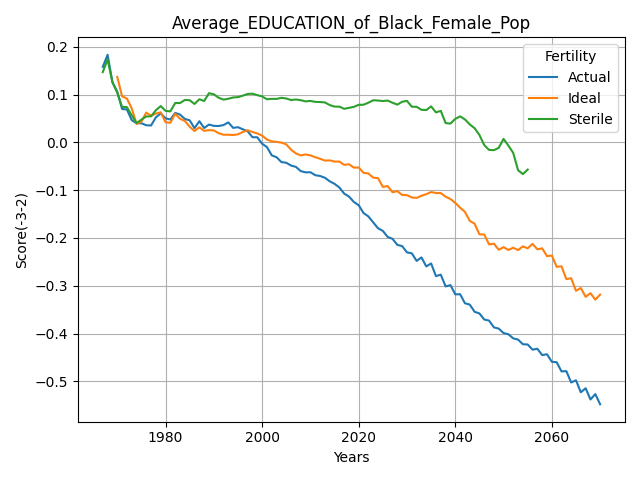 Average_EDUCATION_of_Black_Female_Pop
Fertility
Actual
Ideal
Sterile
Score(-3-2)
0.2
0.1
0.0
−0.1
−0.2
−0.3
−0.4
−0.5
1980 2000 2020 2040 2060
Years